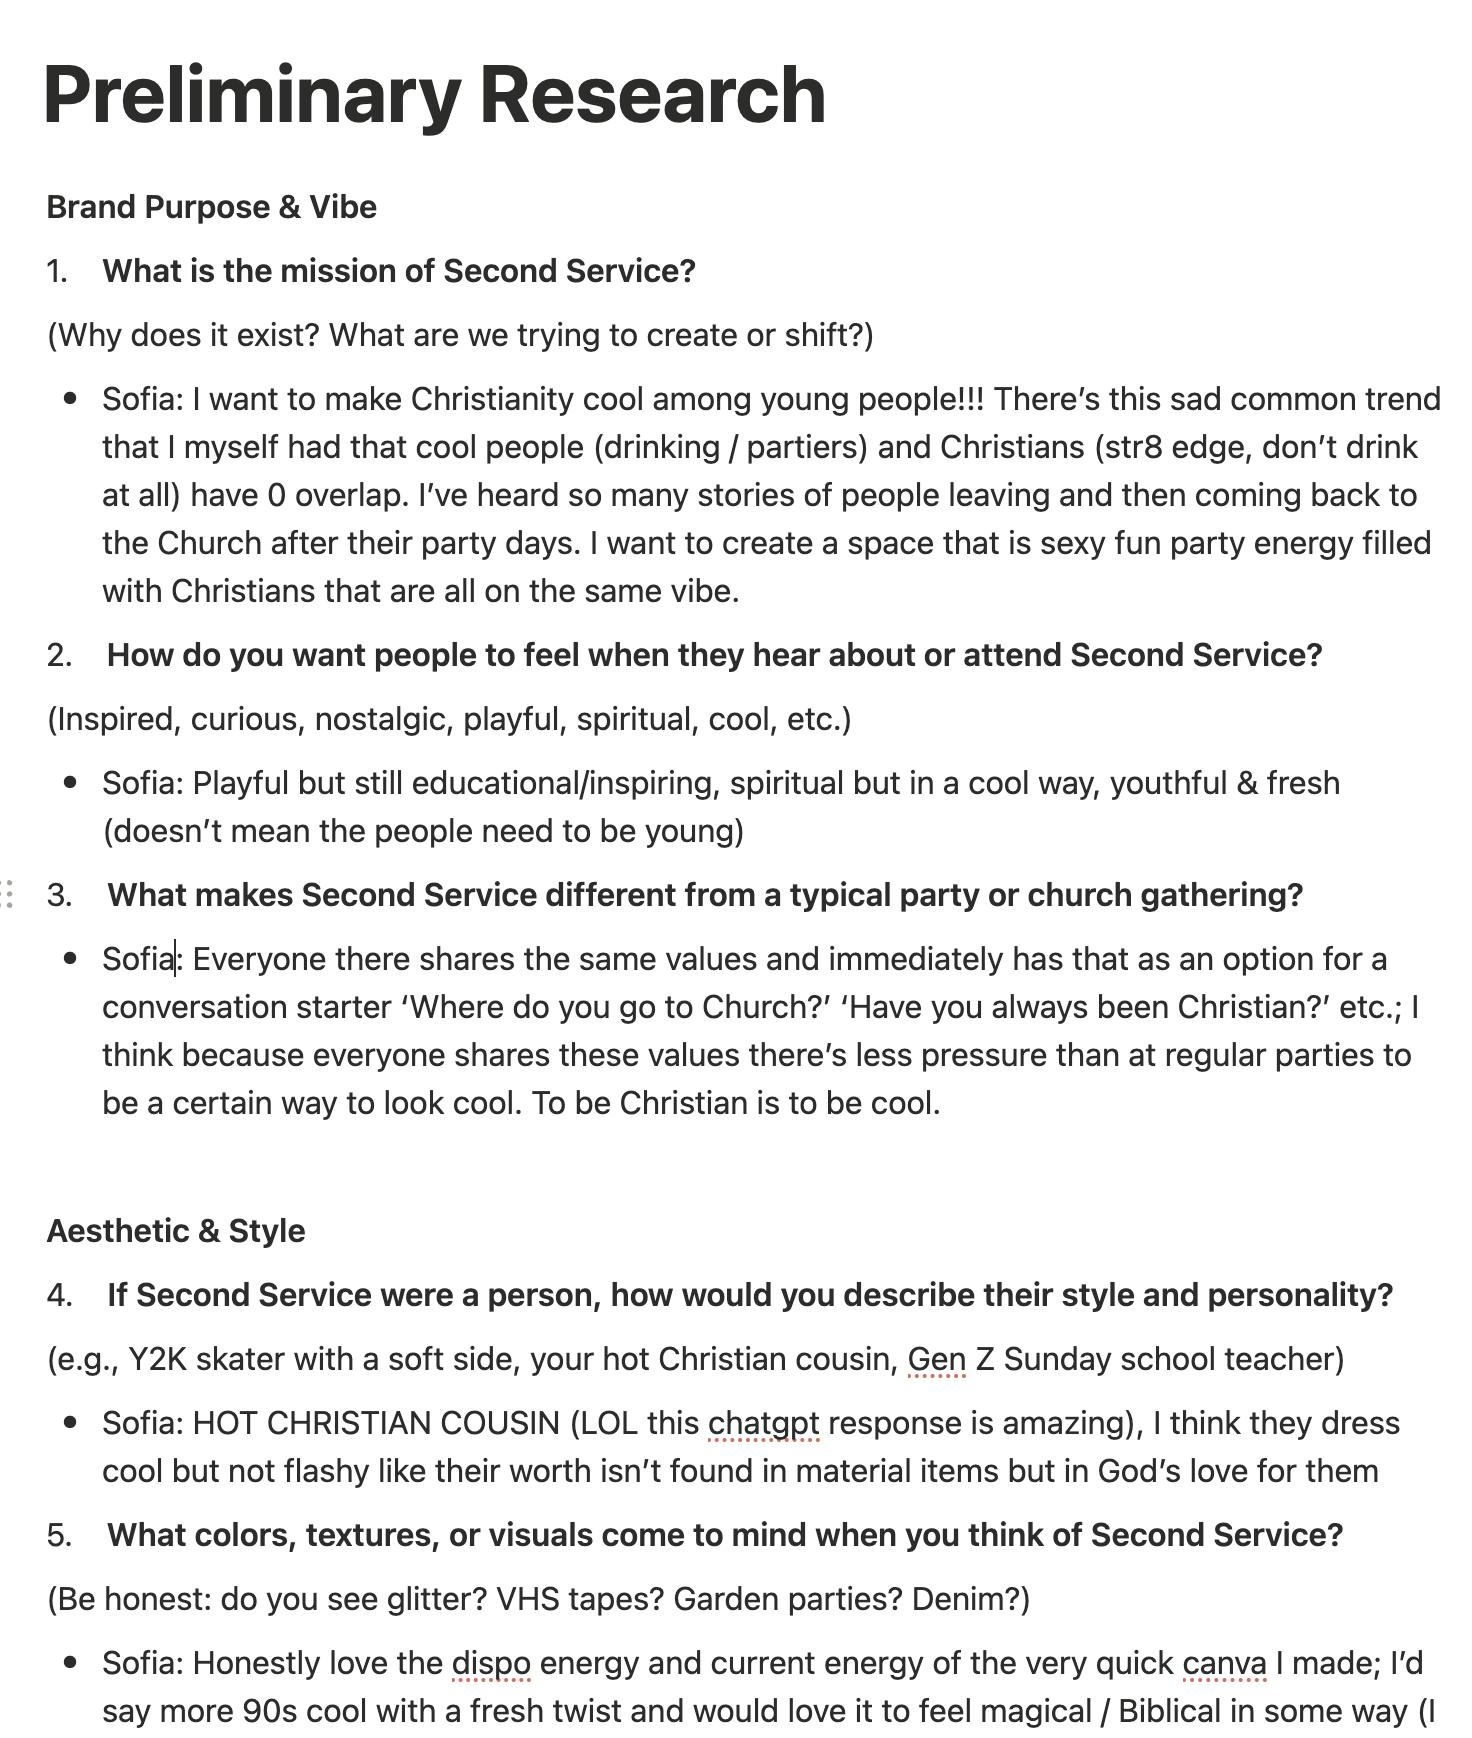 Preliminary Research
Brand Purpose & Vibe
1. What is the mission of Second Service?
(Why does it exist? What are we trying to create or shift?)
• Sofia: I want to make Christianity cool among young people!!! There’s this sad common trend
that I myself had that cool people (drinking / partiers) and Christians (str8 edge, don’t drink
at all) have 0 overlap. I’ve heard so many stories of people leaving and then coming back to
the Church after their party days. I want to create a space that is sexy fun party energy filled
with Christians that are all on the same vibe.
2. How do you want people to feel when they hear about or attend Second Service?
(Inspired, curious, nostalgic, playful, spiritual, cool, etc.)
• Sofia: Playful but still educational/inspiring, spiritual but in a cool way, youthful & fresh
(doesn’t mean the people need to be young)
3. What makes Second Service different from a typical party or church gathering?
• Sofia: Everyone there shares the same values and immediately has that as an option for a
conversation starter ‘Where do you go to Church?’ ‘Have you always been Christian?’ etc.; I
think because everyone shares these values there’s less pressure than at regular parties to
be a certain way to look cool. To be Christian is to be cool.
Aesthetic & Style
4. If Second Service were a person, how would you describe their style and personality?
(e.g., Y2K skater with a soft side, your hot Christian cousin, Gen Z Sunday school teacher)
• Sofia: HOT CHRISTIAN COUSIN (LOL this chatgpt response is amazing), I think they dress
cool but not flashy like their worth isn’t found in material items but in God’s love for them
5. What colors, textures, or visuals come to mind when you think of Second Service?
(Be honest: do you see glitter? VHS tapes? Garden parties? Denim?)
• Sofia: Honestly love the dispo energy and current energy of the very quick canva I made; I’d
say more 90s cool with a fresh twist and would love it to feel magical / Biblical in some way (I